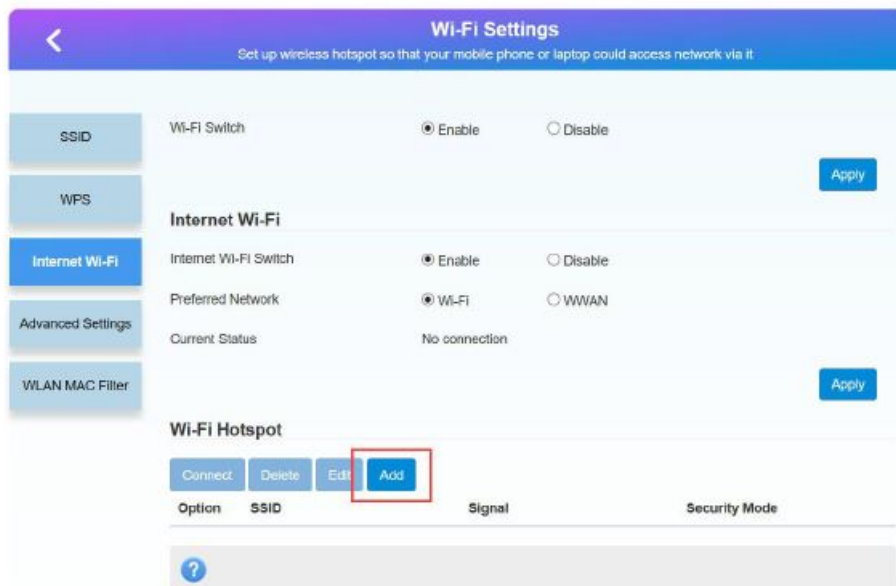 Wi-Fi Settings
Set up wireless hotspot so that your mobile phone or laptop could access network via it
SSID
WPS
Internet Wi-Fi
Advanced Settings
WLAN MAC Filter
Wi-Fi Switch Enable Disable
Apply
Internet Wi-Fi
Internet Wi-Fi Switch Enable Disable
Preferred Network Wi-Fi WWAN
Current Status No connection
Apply
Wi-Fi Hotspot
Connect Delete Edit Add
Option SSID Signal Security Mode
?